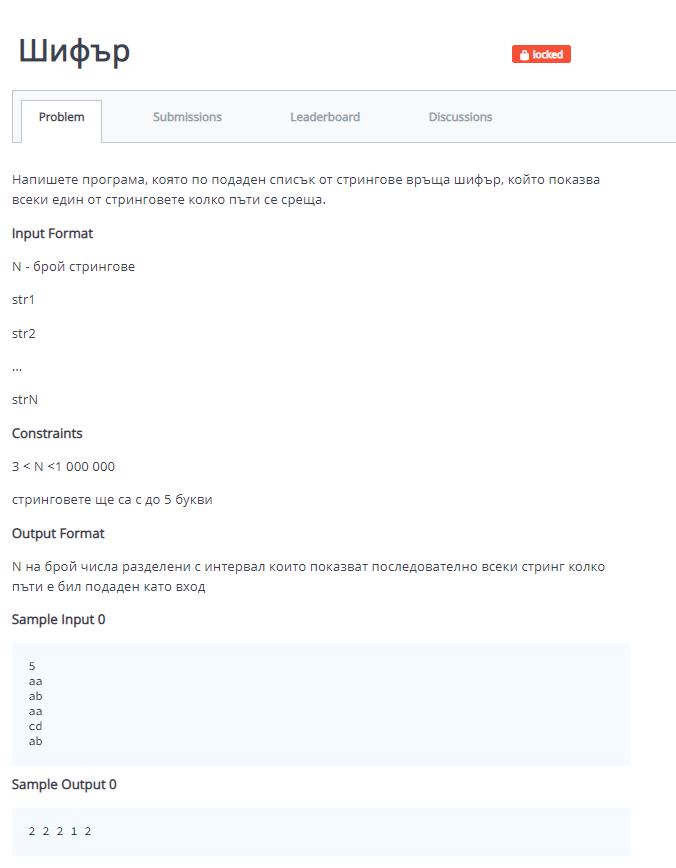 Шифър
locked
Problem Submissions Leaderboard Discussions
Напишете програма, която по подаден списък от стрингове връща шифър, който показва
всеки един от стринговете колко пъти се среща.
Input Format
N - брой стрингове
str1
str2
...
strN
Constraints
3 < N <1 000 000
стринговете ще са с до 5 букви
Output Format
N на брой числа разделени с интервал които показват последователно всеки стринг колко
пъти е бил подаден като вход
Sample Input 0
5
aa
ab
aa
cd
ab
Sample Output 0
2 2 2 1 2